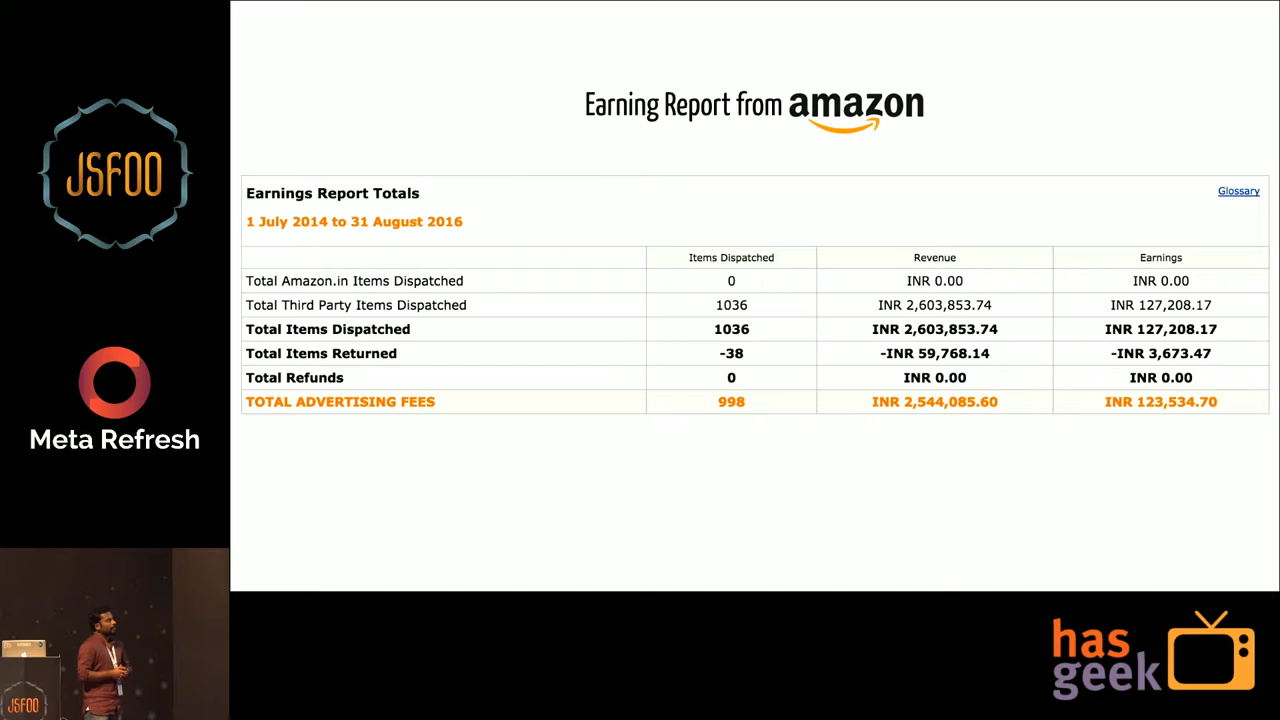 JSFOO
Meta Refresh
Earning Report from amazon
Earnings Report Totals
Glossary
1 July 2014 to 31 August 2016
Items Dispatched Revenue Earnings
Total Amazon.in Items Dispatched 0 INR 0.00 INR 0.00
Total Third Party Items Dispatched 1036 INR 2,603,853.74 INR 127,208.17
Total Items Dispatched 1036 INR 2,603,853.74 INR 127,208.17
Total Items Returned -38 -INR 59,768.14 -INR 3,673.47
Total Refunds 0 INR 0.00 INR 0.00
TOTAL ADVERTISING FEES 998 INR 2,544,085.60 INR 123,534.70
JSFOO
has
geek